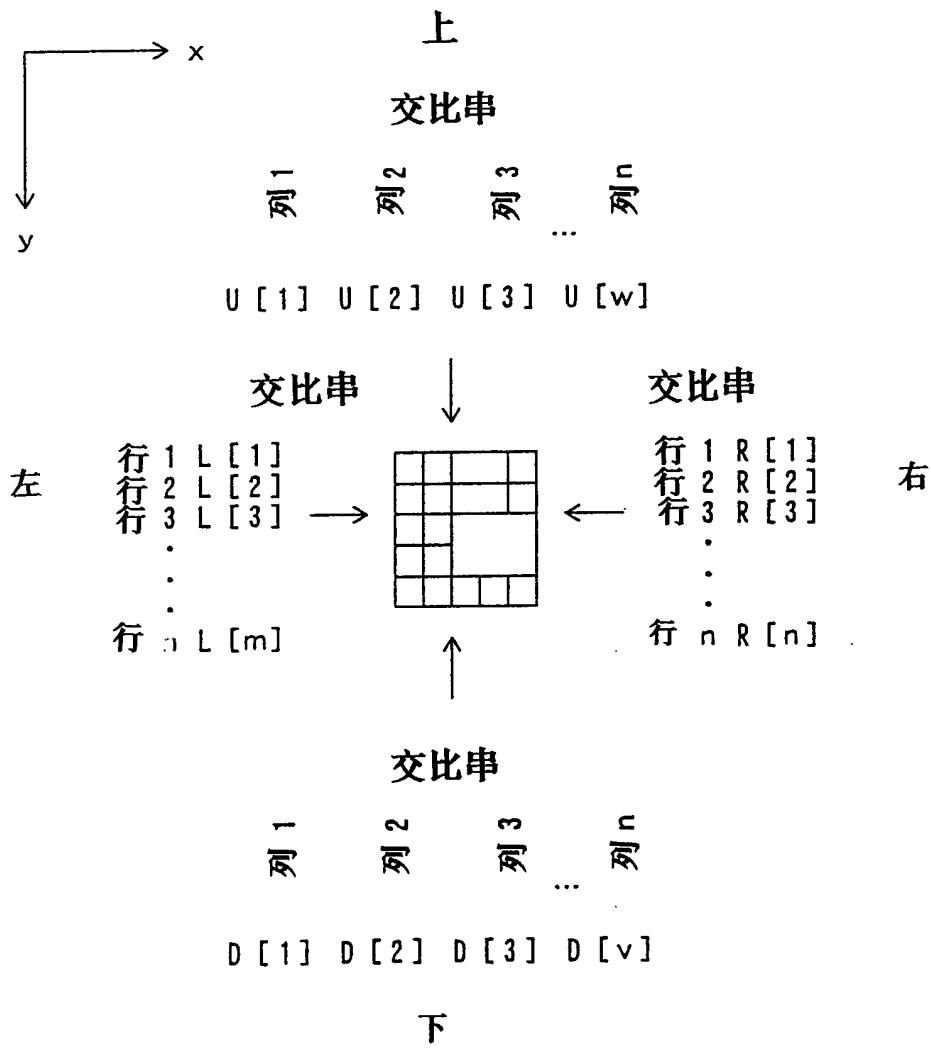 上
x
交比串
列1 列2 列3 ... 列n
y
U[1] U[2] U[3] U[w]
交比串 交比串
左
行1 L[1]
行2 L[2]
行3 L[3]
行 L[m]
行1 R[1]
行2 R[2]
行3 R[3]
行n R[n]
右
交比串
列1 列2 列3 ... 列n
D[1] D[2] D[3] D[v]
下